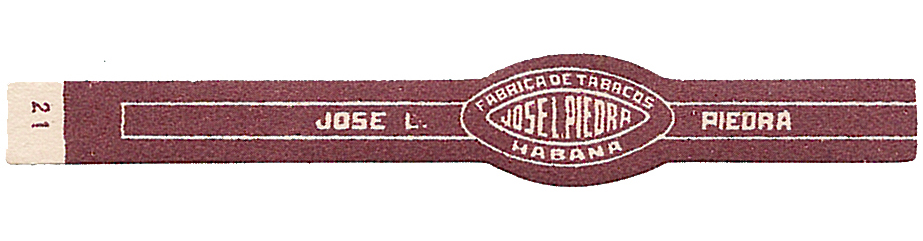 21
JOSE L.
FABRICA DE TABACOS
JOSE L. PIEDRA
HABANA
PIEDRA